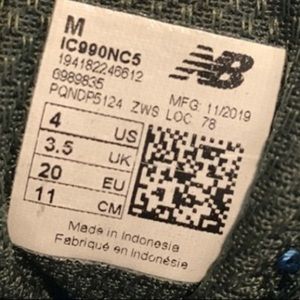 M
IC990NC5
194182246612
6989835
PQNDP5124 ZWS LOC: 78
MFG: 11/2019
NB
4 US
3.5 UK
20 EU
11 CM
Made in Indonesia
Fabriqué en Indonésie